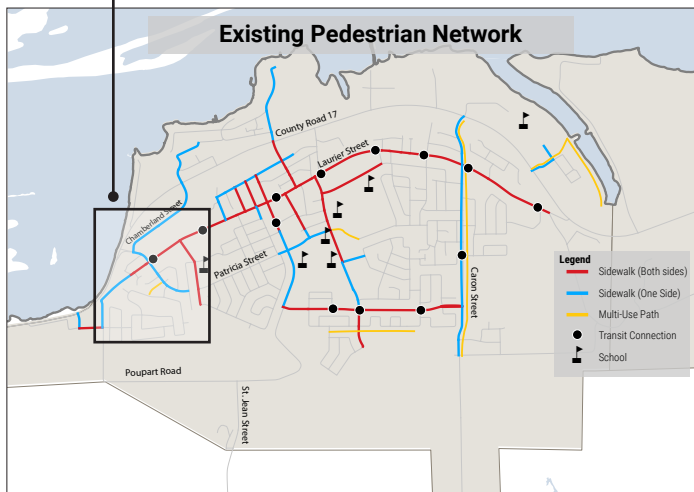 Existing Pedestrian Network
County Road 17
Laurier Street
Chamberland Street
Patricia Street
Caron Street
Legend
Sidewalk (Both sides)
Sidewalk (One Side)
Multi-Use Path
Transit Connection
School
Poupart Road
St. Jean Street